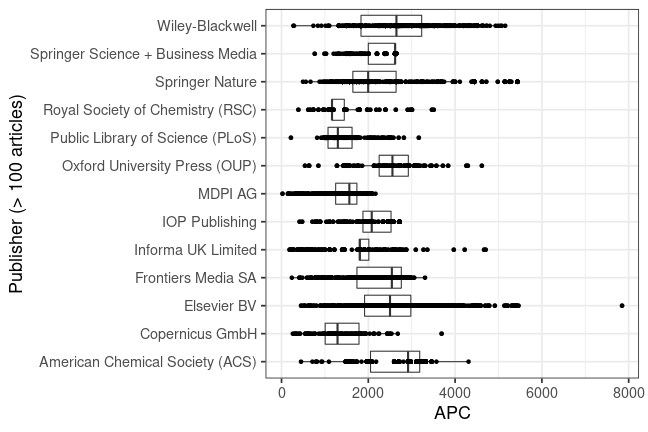 Publisher (> 100 articles)
Wiley-Blackwell
Springer Science + Business Media
Springer Nature
Royal Society of Chemistry (RSC)
Public Library of Science (PLoS)
Oxford University Press (OUP)
MDPI AG
IOP Publishing
Informa UK Limited
Frontiers Media SA
Elsevier BV
Copernicus GmbH
American Chemical Society (ACS)
0 2000 4000 6000 8000
APC